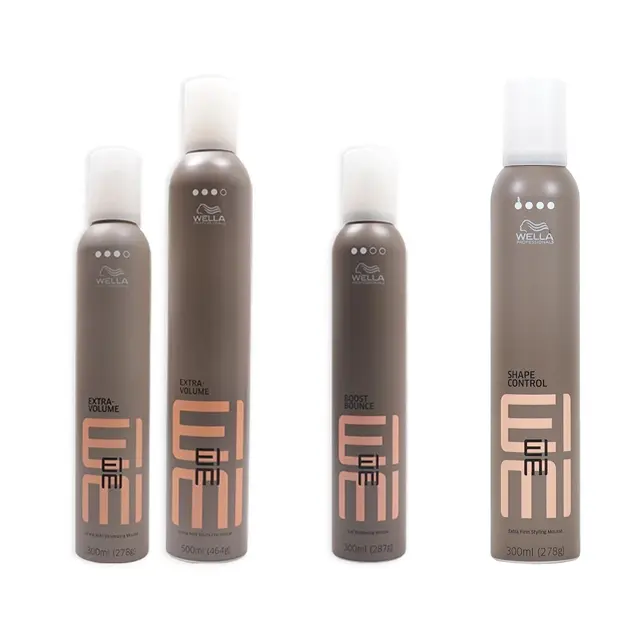 WELLA
EXTRA-
VOLUME
EIMI
300ml (278g)
WELLA
EXTRA-
VOLUME
EIMI
500ml (464g)
WELLA
BOOST
BOUNCE
EIMI
300ml (287g)
WELLA
PROFESSIONALS
SHAPE
CONTROL
EIMI
Extra Firm Styling Mousse
300ml (278g)